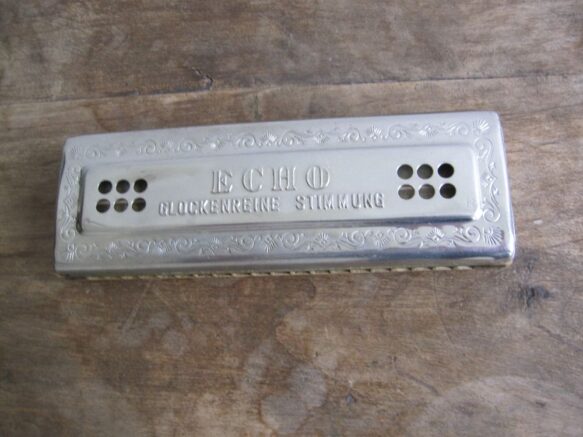 ECHO
GLOCKENREINE STIMMUNG